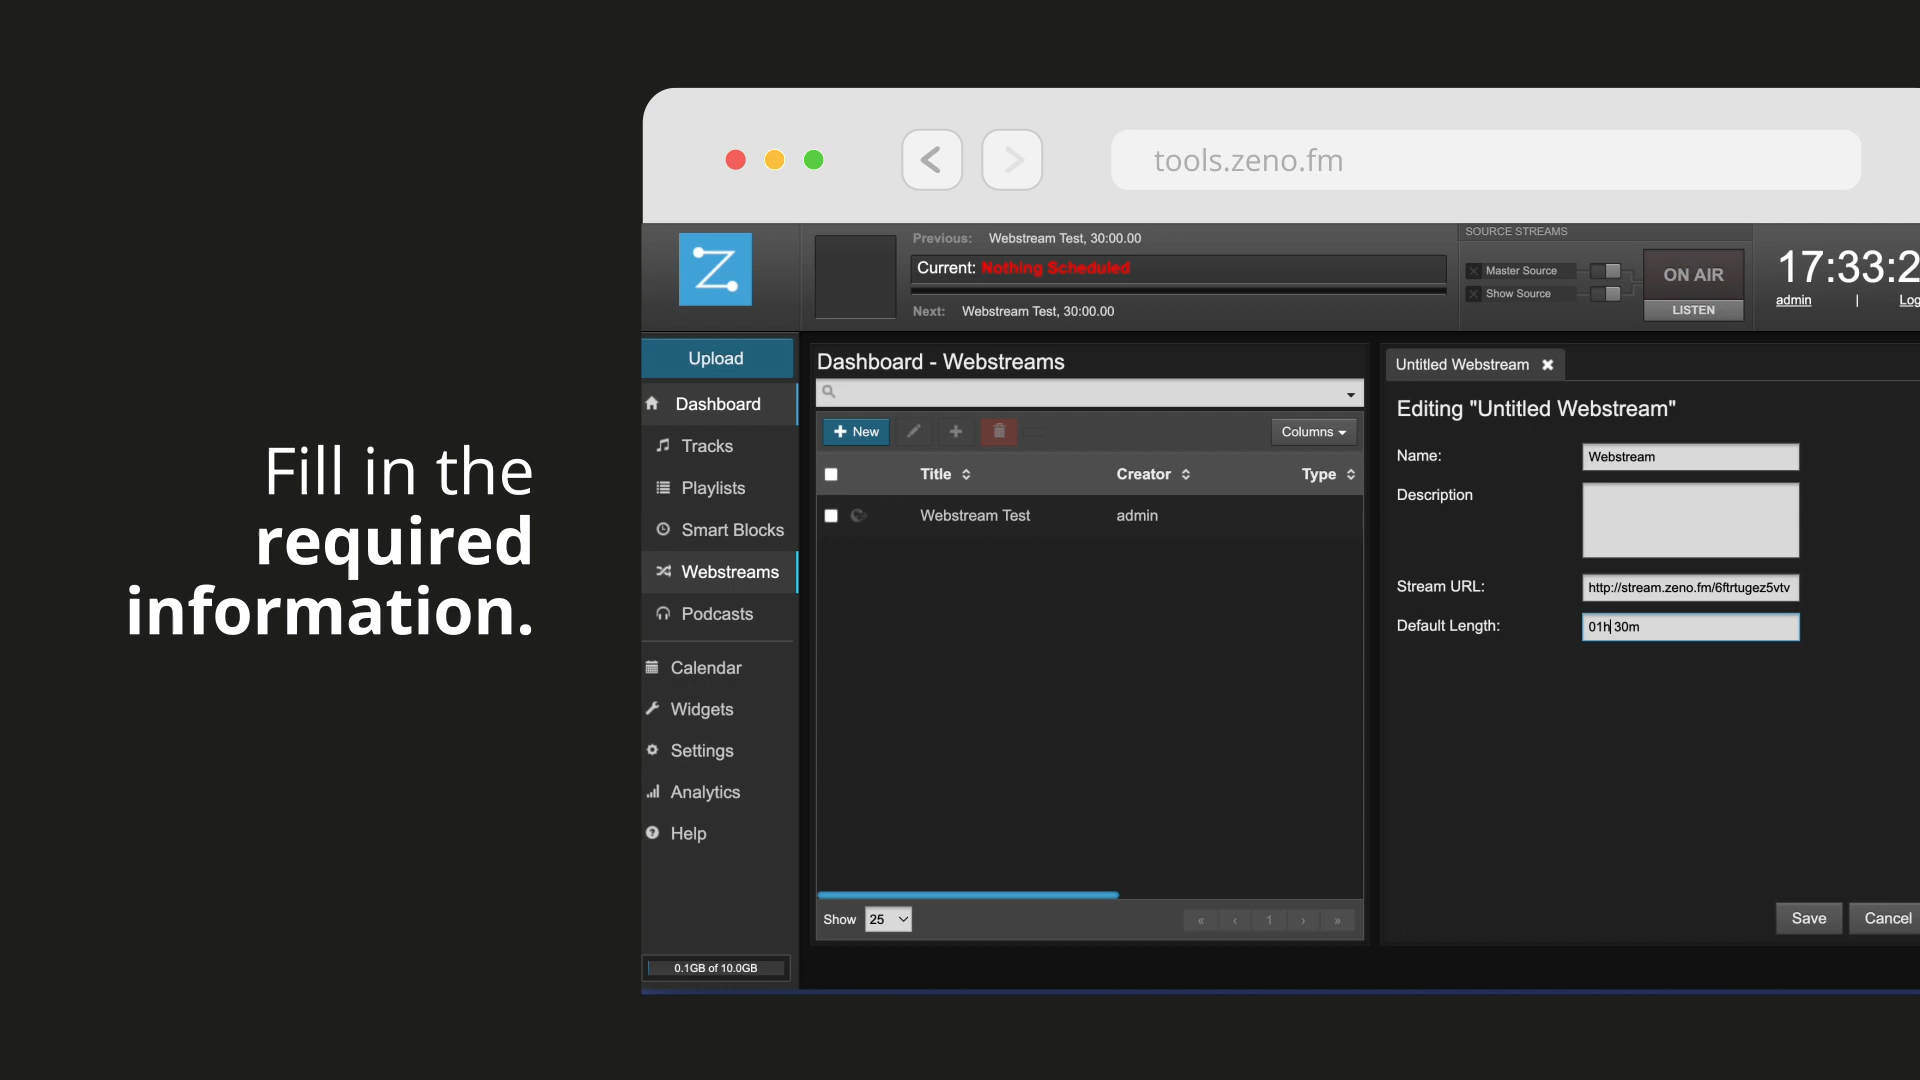 Fill in the
required
information.
tools.zeno.fm
Previous: Webstream Test, 30:00.00
Current: Nothing Scheduled
Next: Webstream Test, 30:00.00
SOURCE STREAMS
Master Source
Show Source
ON AIR
LISTEN
17:33:2
admin | Log
Upload
Dashboard
Tracks
Playlists
Smart Blocks
Webstreams
Podcasts
Calendar
Widgets
Settings
Analytics
Help
0.1GB of 10.0GB
Dashboard - Webstreams
New
Columns
Title Creator Type
Webstream Test admin
Show 25
« ‹ 1 › »
Untitled Webstream
Editing "Untitled Webstream"
Name: Webstream
Description
Stream URL: http://stream.zeno.fm/6ftrtugez5vtv
Default Length: 01h 30m
Save Cancel